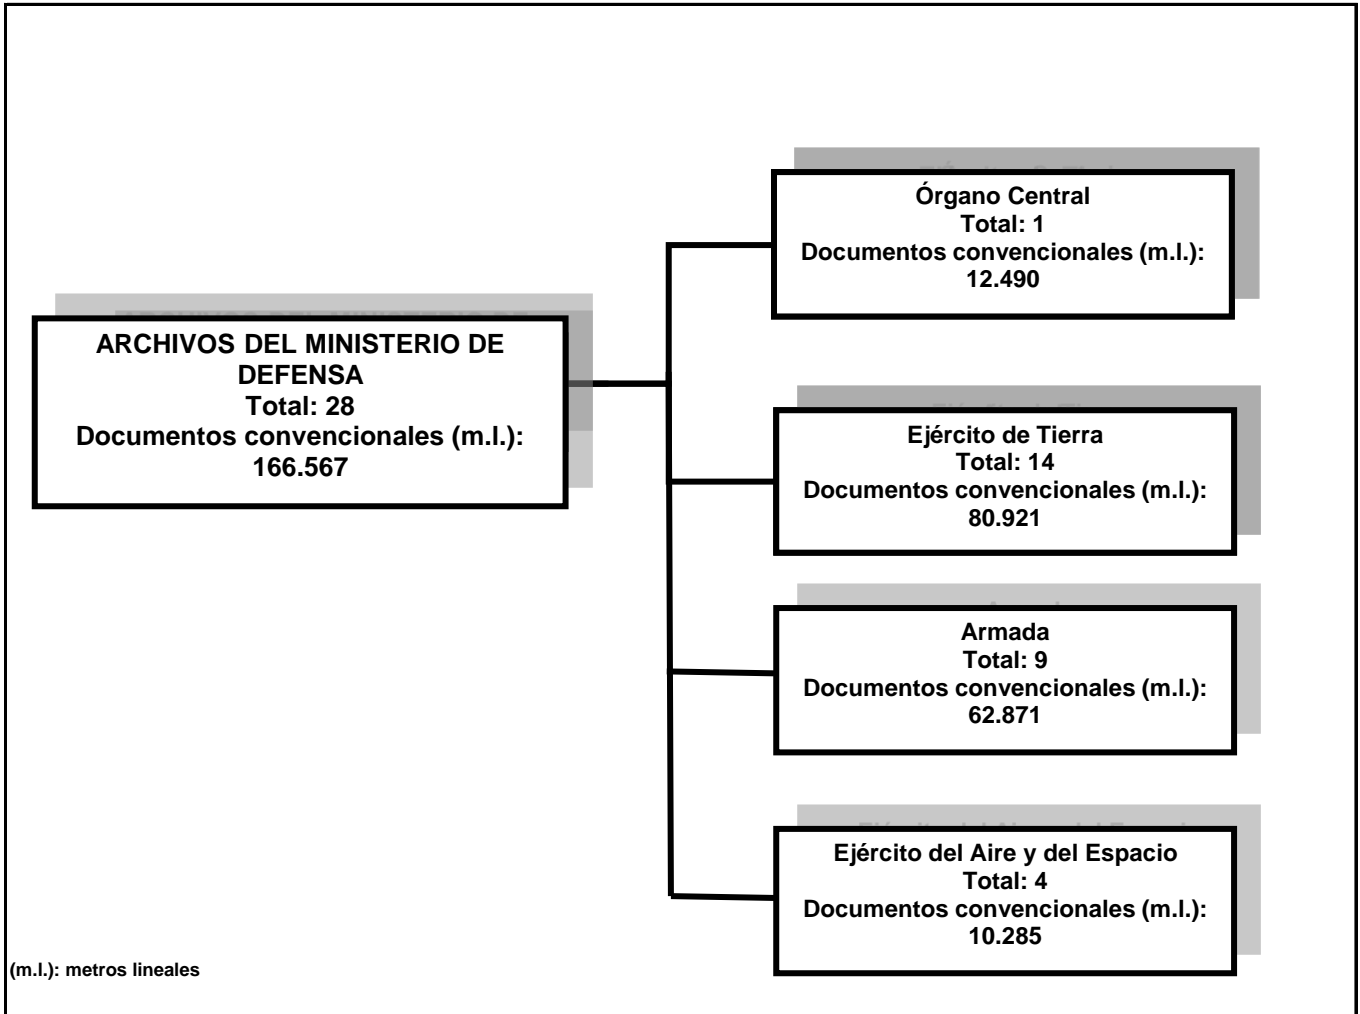 ARCHIVOS DEL MINISTERIO DE
DEFENSA
Total: 28
Documentos convencionales (m.l.):
166.567
Órgano Central
Total: 1
Documentos convencionales (m.l.):
12.490
Ejército de Tierra
Total: 14
Documentos convencionales (m.l.):
80.921
Armada
Total: 9
Documentos convencionales (m.l.):
62.871
Ejército del Aire y del Espacio
Total: 4
Documentos convencionales (m.l.):
10.285
(m.l.): metros lineales